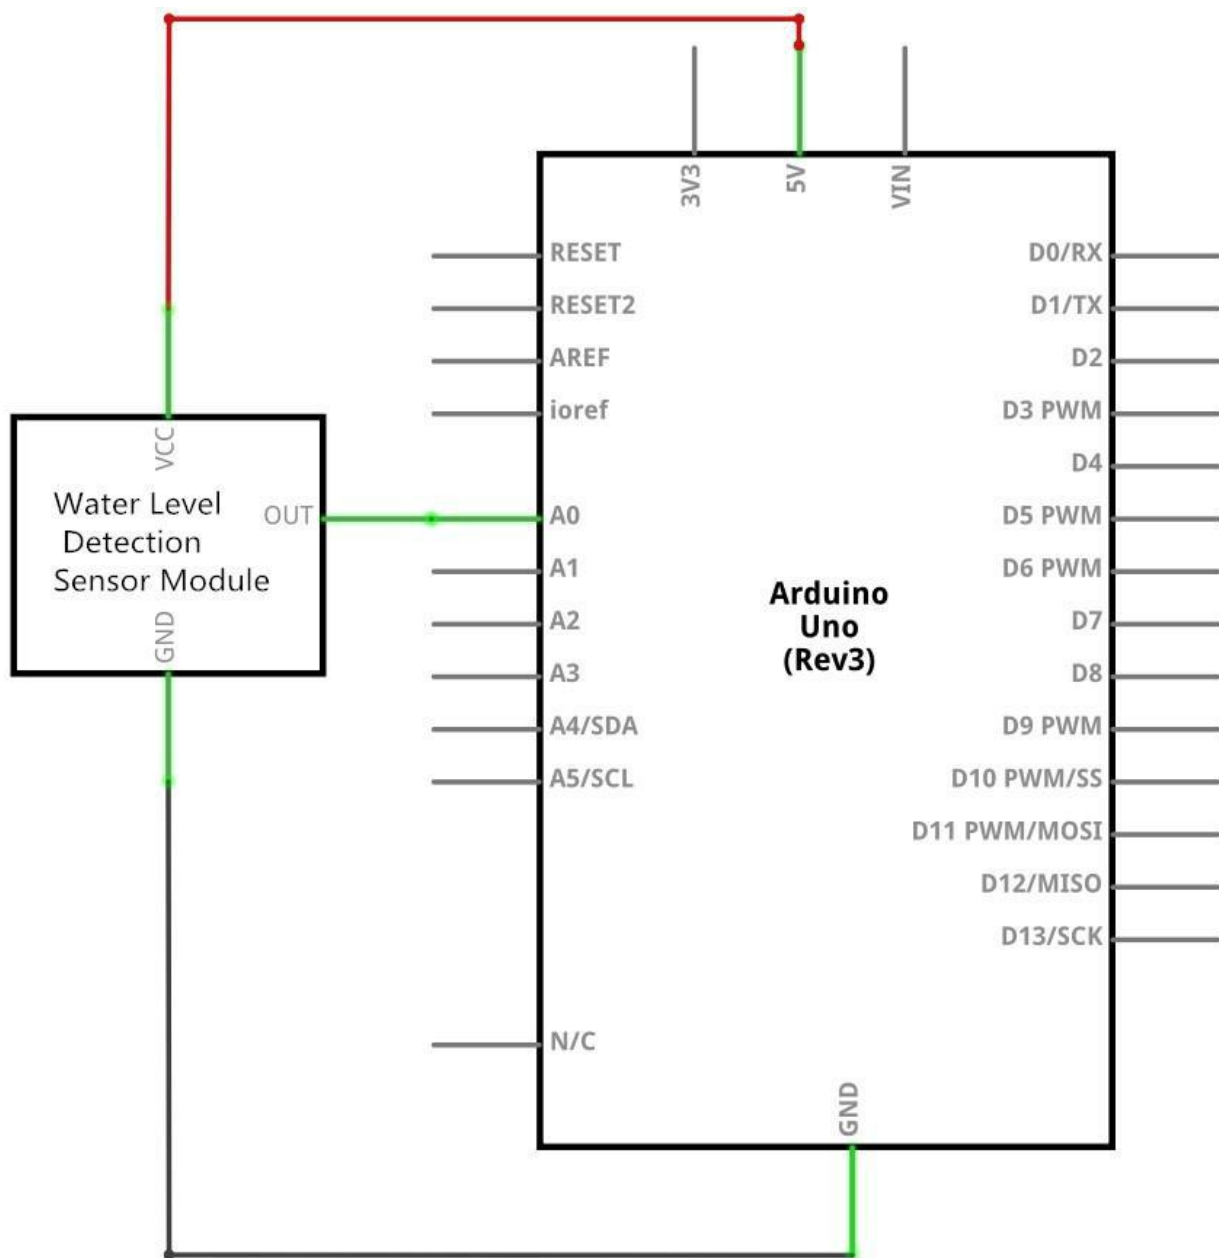 3V3
5V
VIN
RESET
D0/RX
RESET2
D1/TX
AREF
D2
ioref
D3 PWM
VCC
D4
Water Level
Detection
Sensor Module
OUT
GND
A0
D5 PWM
A1
D6 PWM
Arduino
Uno
(Rev3)
A2
D7
A3
D8
A4/SDA
D9 PWM
A5/SCL
D10 PWM/SS
D11 PWM/MOSI
D12/MISO
D13/SCK
N/C
GND